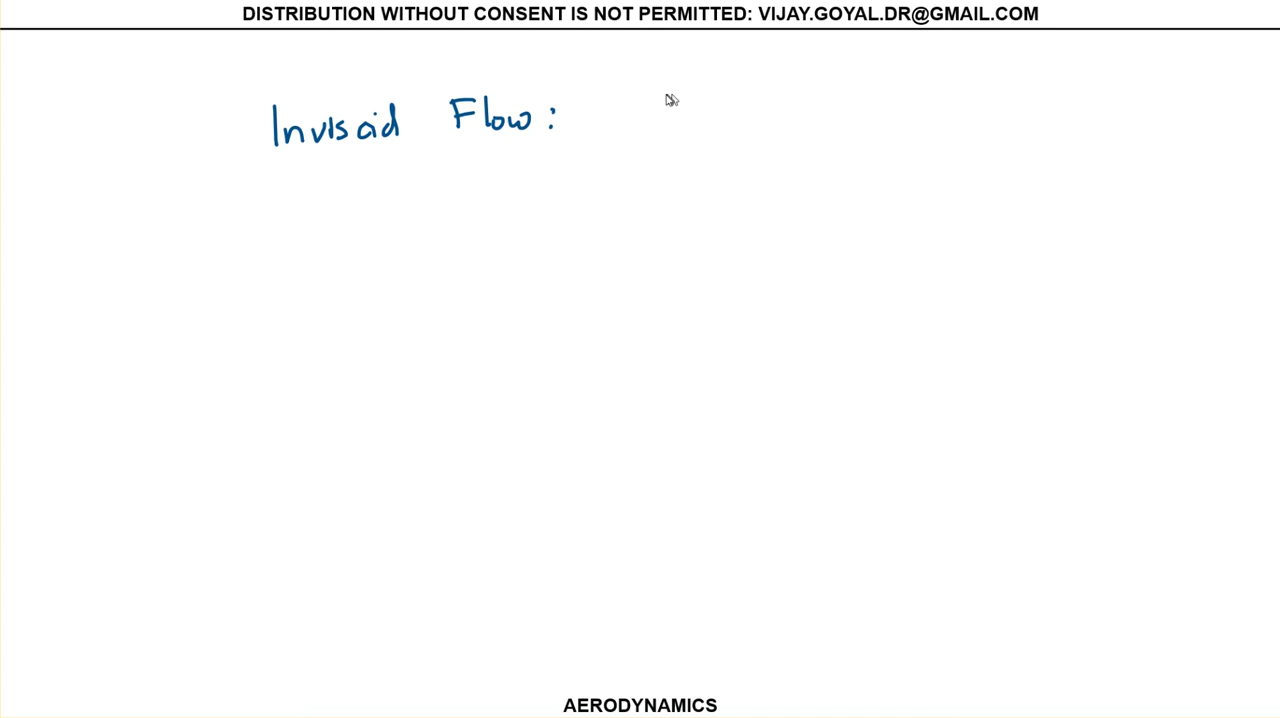 DISTRIBUTION WITHOUT CONSENT IS NOT PERMITTED: VIJAY.GOYAL.DR@GMAIL.COM
Inviscid Flow:
AERODYNAMICS